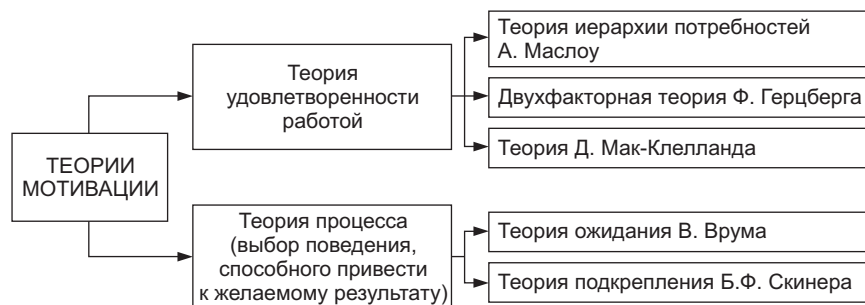 ТЕОРИИ
МОТИВАЦИИ
Теория
удовлетворенности
работой
Теория иерархии потребностей
А. Маслоу
Двухфакторная теория Ф. Герцберга
Теория Д. Мак-Клелланда
Теория процесса
(выбор поведения,
способного привести
к желаемому результату)
Теория ожидания В. Врума
Теория подкрепления Б.Ф. Скинера